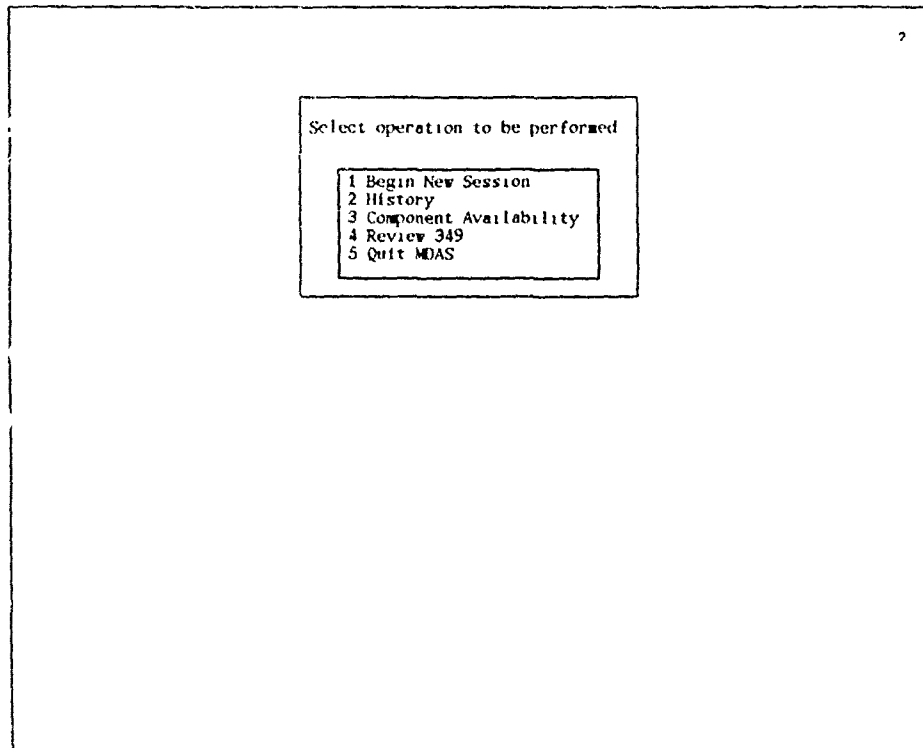 ?
Select operation to be performed
1 Begin New Session
2 History
3 Component Availability
4 Review 349
5 Quit MDAS